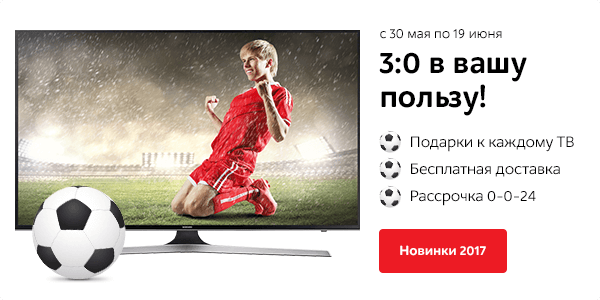 с 30 мая по 19 июня
3:0 в вашу
пользу!
Подарки к каждому ТВ
Бесплатная доставка
Рассрочка 0-0-24
Новинки 2017
SAMSUNG